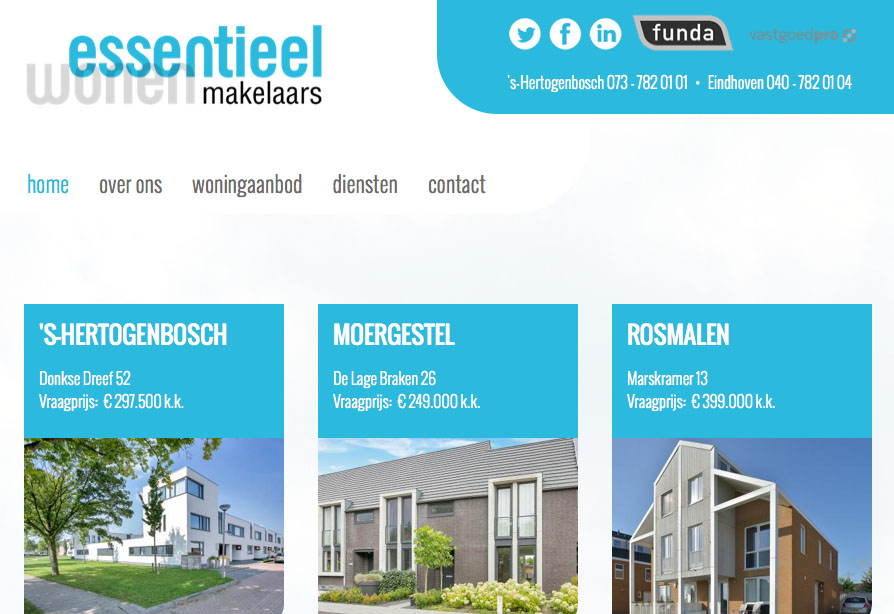 essentieel
wonen
makelaars
funda
vastgoedpro
's-Hertogenbosch 073 - 782 01 01 • Eindhoven 040 - 782 01 04
home over ons woningaanbod diensten contact
'S-HERTOGENBOSCH
Donkse Dreef 52
Vraagprijs: € 297.500 k.k.
MOERGESTEL
De Lage Braken 26
Vraagprijs: € 249.000 k.k.
ROSMALEN
Marskramer 13
Vraagprijs: € 399.000 k.k.